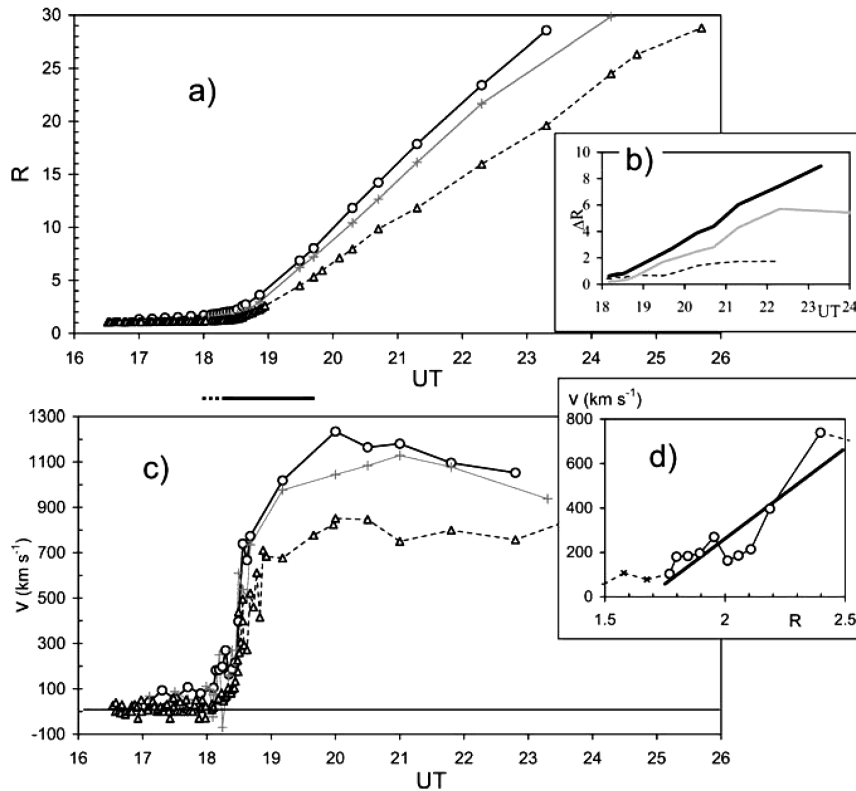 30
a)
25
20
R
15
10
5
0
16 17 18 19 20 21 22 23 24 25 26
UT
b)
10
8
6
ΔR
4
2
0
18 19 20 21 22 23 24
UT
1300
c)
1100
900
700
v (km s⁻¹)
500
300
100
-100
16 17 18 19 20 21 22 23 24 25 26
UT
v (km s⁻¹)
800
d)
600
400
200
0
1.5 2 R 2.5